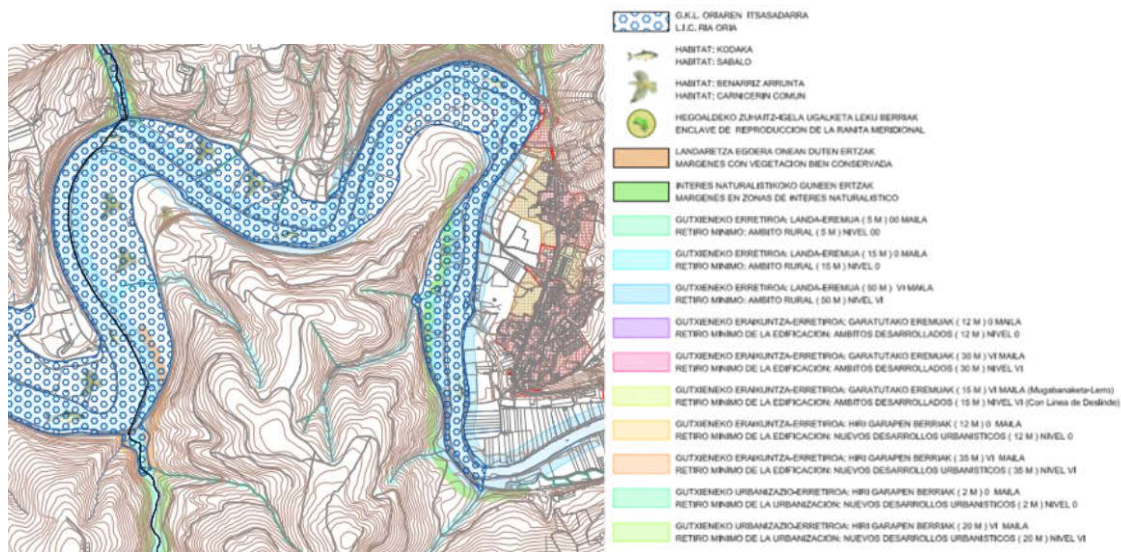 G.K.L. ORIAREN ITSASADARRA
L.I.C. RIA ORIA
HABITAT: KODAKA
HABITAT: SABALO
HABITAT: BENARRIZ ARRUNTA
HABITAT: CARNICERIN COMUN
HEGOALDEKO ZUHAITZ-IGELA UGALKETA LEKU BERRIAK
ENCLAVE DE REPRODUCCION DE LA RANITA MERIDIONAL
LANDARETZA EGOERA ONEAN DUTEN ERTZAK
MARGENES CON VEGETACION BIEN CONSERVADA
INTERES NATURALISTIKOKO GUNEEN ERTZAK
MARGENES EN ZONAS DE INTERES NATURALISTICO
GUTXIENEKO ERRETIROA: LANDA-EREMUA ( 5 M ) 00 MAILA
RETIRO MINIMO: AMBITO RURAL ( 5 M ) NIVEL 00
GUTXIENEKO ERRETIROA: LANDA-EREMUA ( 15 M ) 0 MAILA
RETIRO MINIMO: AMBITO RURAL ( 15 M ) NIVEL 0
GUTXIENEKO ERRETIROA: LANDA-EREMUA ( 50 M ) VI MAILA
RETIRO MINIMO: AMBITO RURAL ( 50 M ) NIVEL VI
GUTXIENEKO ERAIKUNTZA-ERRETIROA: GARATUTAKO EREMUAK ( 12 M ) 0 MAILA
RETIRO MINIMO DE LA EDIFICACION: AMBITOS DESARROLLADOS ( 12 M ) NIVEL 0
GUTXIENEKO ERAIKUNTZA-ERRETIROA: GARATUTAKO EREMUAK ( 30 M ) VI MAILA
RETIRO MINIMO DE LA EDIFICACION: AMBITOS DESARROLLADOS ( 30 M ) NIVEL VI
GUTXIENEKO ERAIKUNTZA-ERRETIROA: GARATUTAKO EREMUAK ( 15 M ) VI MAILA (Mugabanaketa-Lerro)
RETIRO MINIMO DE LA EDIFICACION: AMBITOS DESARROLLADOS ( 15 M ) NIVEL VI (Con Linea de Deslinde)
GUTXIENEKO ERAIKUNTZA-ERRETIROA: HIRI GARAPEN BERRIAK ( 12 M ) 0 MAILA
RETIRO MINIMO DE LA EDIFICACION: NUEVOS DESARROLLOS URBANISTICOS ( 12 M ) NIVEL 0
GUTXIENEKO ERAIKUNTZA-ERRETIROA: HIRI GARAPEN BERRIAK ( 35 M ) VI MAILA
RETIRO MINIMO DE LA EDIFICACION: NUEVOS DESARROLLOS URBANISTICOS ( 35 M ) NIVEL VI
GUTXIENEKO URBANIZAZIO-ERRETIROA: HIRI GARAPEN BERRIAK ( 2 M ) 0 MAILA
RETIRO MINIMO DE LA URBANIZACION: NUEVOS DESARROLLOS URBANISTICOS ( 2 M ) NIVEL 0
GUTXIENEKO URBANIZAZIO-ERRETIROA: HIRI GARAPEN BERRIAK ( 20 M ) VI MAILA
RETIRO MINIMO DE LA URBANIZACION: NUEVOS DESARROLLOS URBANISTICOS ( 20 M ) NIVEL VI